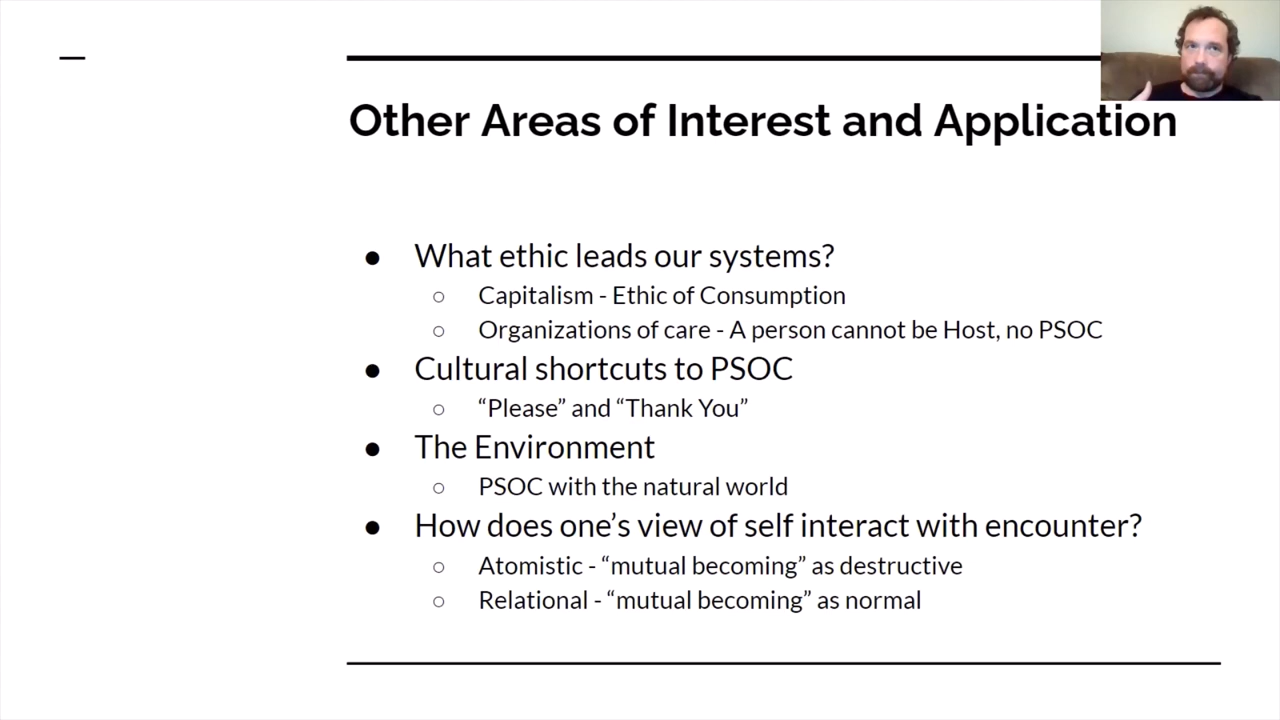 Other Areas of Interest and Application
● What ethic leads our systems?
○ Capitalism - Ethic of Consumption
○ Organizations of care - A person cannot be Host, no PSOC
● Cultural shortcuts to PSOC
○ “Please” and “Thank You”
● The Environment
○ PSOC with the natural world
● How does one’s view of self interact with encounter?
○ Atomistic - “mutual becoming” as destructive
○ Relational - “mutual becoming” as normal